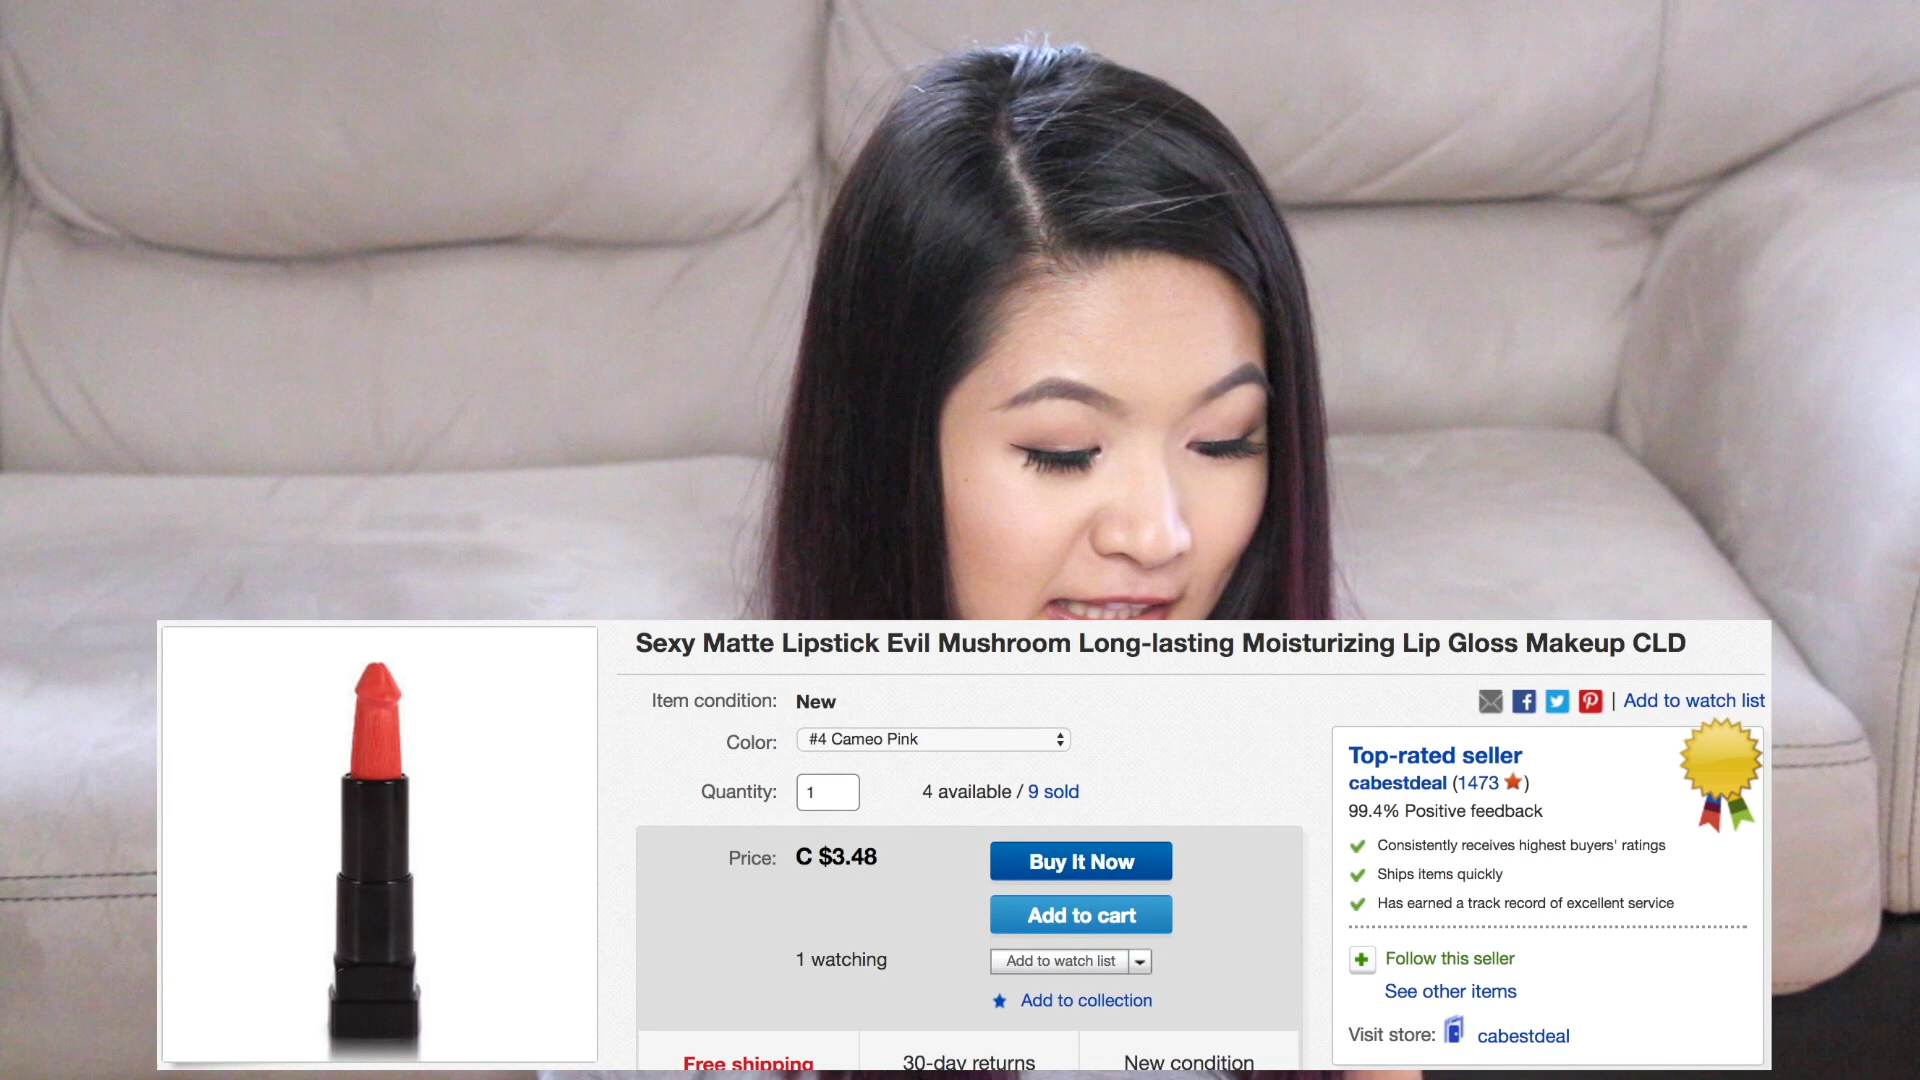 Sexy Matte Lipstick Evil Mushroom Long-lasting Moisturizing Lip Gloss Makeup CLD
Item condition: New
| Add to watch list
Color: #4 Cameo Pink
Quantity: 1 4 available / 9 sold
Price: C $3.48
Buy It Now
Add to cart
1 watching
Add to watch list
Add to collection
Free shipping 30-day returns New condition
Top-rated seller
cabestdeal (1473 ★)
99.4% Positive feedback
Consistently receives highest buyers' ratings
Ships items quickly
Has earned a track record of excellent service
Follow this seller
See other items
Visit store: cabestdeal